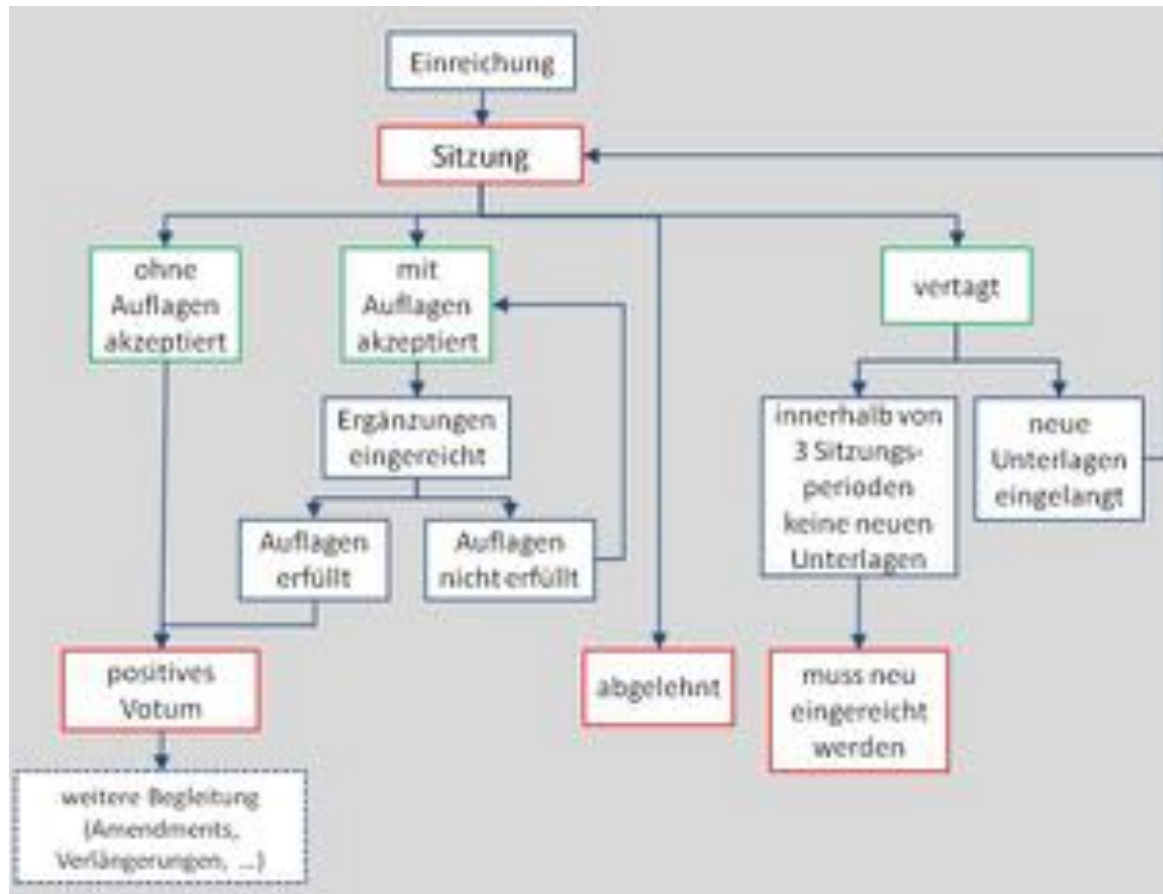 Einreichung
Sitzung
ohne
Auflagen
akzeptiert
mit
Auflagen
akzeptiert
vertagt
Ergänzungen
eingereicht
innerhalb von
3 Sitzungs-
perioden
keine neuen
Unterlagen
neue
Unterlagen
eingelangt
Auflagen
erfüllt
Auflagen
nicht erfüllt
positives
Votum
abgelehnt
muss neu
eingereicht
werden
weitere Begleitung
(Amendments,
Verlängerungen, ...)